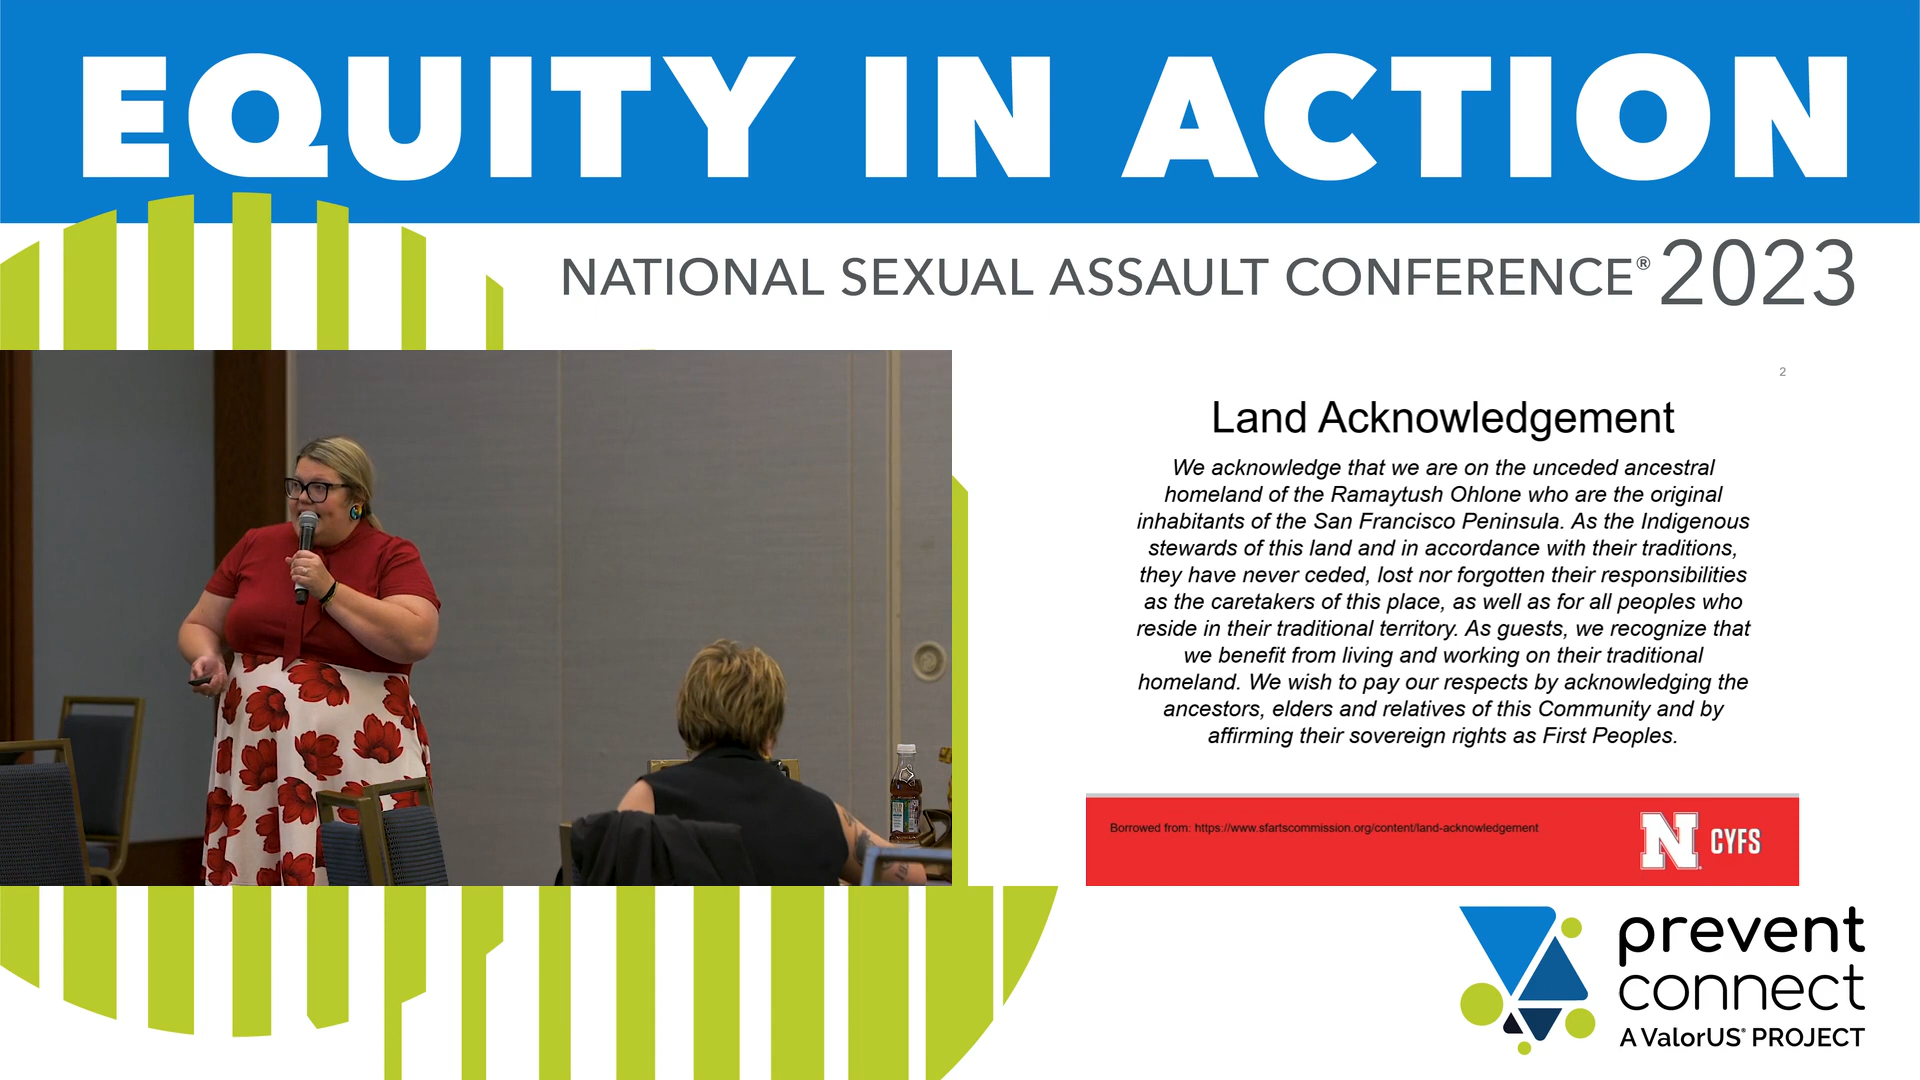 EQUITY IN ACTION
NATIONAL SEXUAL ASSAULT CONFERENCE® 2023
2
Land Acknowledgement
We acknowledge that we are on the unceded ancestral
homeland of the Ramaytush Ohlone who are the original
inhabitants of the San Francisco Peninsula. As the Indigenous
stewards of this land and in accordance with their traditions,
they have never ceded, lost nor forgotten their responsibilities
as the caretakers of this place, as well as for all peoples who
reside in their traditional territory. As guests, we recognize that
we benefit from living and working on their traditional
homeland. We wish to pay our respects by acknowledging the
ancestors, elders and relatives of this Community and by
affirming their sovereign rights as First Peoples.
Borrowed from: https://www.sfartscommission.org/content/land-acknowledgement
N CYFS
prevent
connect
A ValorUS® PROJECT